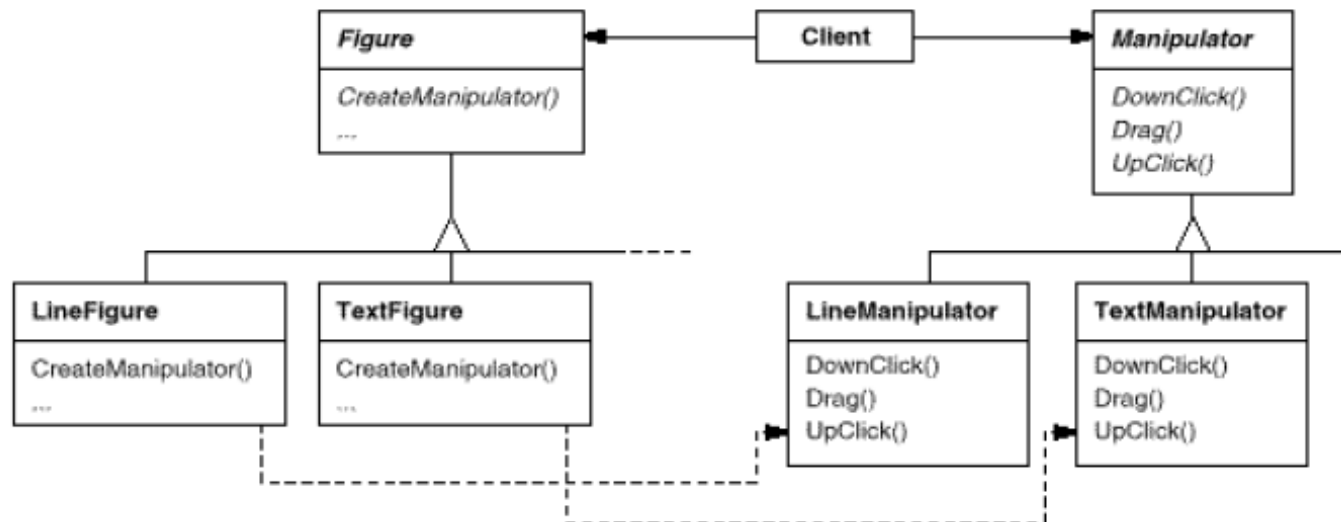 Figure
CreateManipulator()
...
Client
Manipulator
DownClick()
Drag()
UpClick()
LineFigure
CreateManipulator()
...
TextFigure
CreateManipulator()
...
LineManipulator
DownClick()
Drag()
UpClick()
TextManipulator
DownClick()
Drag()
UpClick()